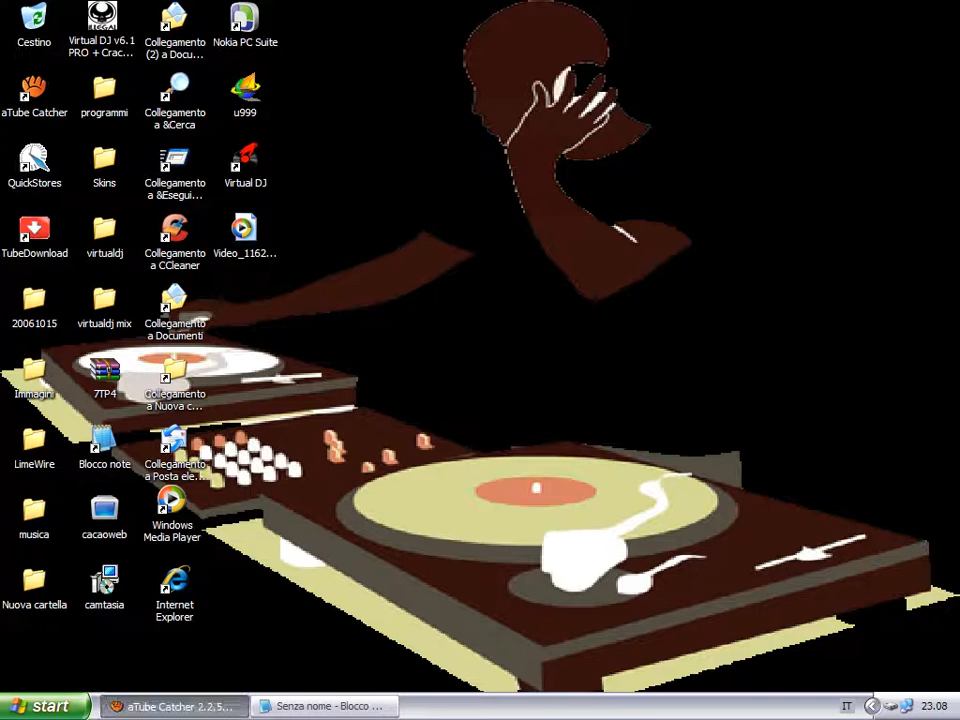 Cestino
aTube Catcher
QuickStores
TubeDownload
20061015
Immagini
LimeWire
musica
Nuova cartella
ILLEGAL
Virtual DJ v6.1
PRO + Crac...
programmi
Skins
virtualdj
virtualdj mix
7TP4
Blocco note
cacaoweb
camtasia
Collegamento
(2) a Docu...
Collegamento
a &Cerca
Collegamento
a &Esegui...
Collegamento
a CCleaner
Collegamento
a Documenti
Collegamento
a Nuova c...
Collegamento
a Posta ele...
Windows
Media Player
Internet
Explorer
Nokia PC Suite
u999
Virtual DJ
Video_1162...
start
aTube Catcher 2.2.5...
Senza nome - Blocco ...
IT
23.08